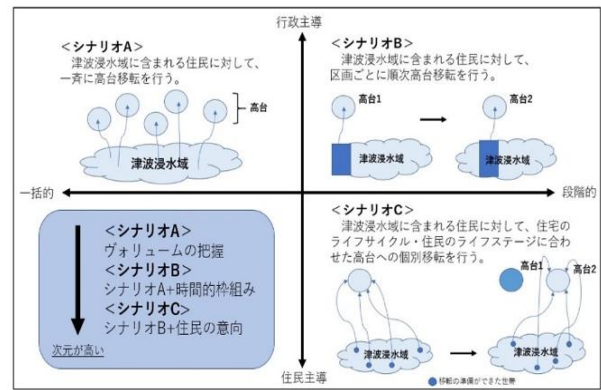 行政主導
＜シナリオA＞
津波浸水域に含まれる住民に対して、
一斉に高台移転を行う。
高台
津波浸水域
＜シナリオB＞
津波浸水域に含まれる住民に対して、
区画ごとに順次高台移転を行う。
高台1
高台2
津波浸水域
津波浸水域
一括的
段階的
＜シナリオA＞
ヴォリュームの把握
＜シナリオB＞
シナリオA+時間的枠組み
＜シナリオC＞
シナリオB+住民の意向
次元が高い
＜シナリオC＞
津波浸水域に含まれる住民に対して、住宅の
ライフサイクル・住民のライフステージに合わ
せた高台への個別移転を行う。
高台1
高台2
津波浸水域
津波浸水域
移転の準備ができた世帯
住民主導